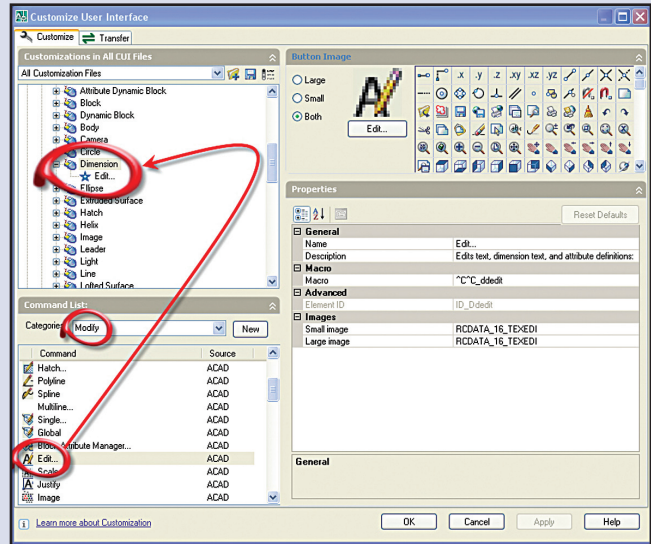 Customize User Interface
Customize Transfer
Customizations in All CUI Files
All Customization Files
Attribute Dynamic Block
Block
Dynamic Block
Body
Camera
Circle
Dimension
Edit...
Ellipse
Extruded Surface
Hatch
Helix
Image
Leader
Light
Line
Lofted Surface
Command List:
Categories: Modify New
Command Source
Hatch... ACAD
Polyline ACAD
Spline ACAD
Multiline... ACAD
Single... ACAD
Global ACAD
Block Attribute Manager... ACAD
Edit... ACAD
Scale ACAD
Justify ACAD
Image ACAD
Button Image
Large
Small
Both
Edit...
.x .y .z .xy .xz .yz
Properties
Reset Defaults
General
Name Edit...
Description Edits text, dimension text, and attribute definitions:
Macro
Macro ^C^C_ddedit
Advanced
Element ID ID_Ddedit
Images
Small image RCDATA_16_TEXEDI
Large image RCDATA_16_TEXEDI
General
Learn more about Customization
OK Cancel Apply Help